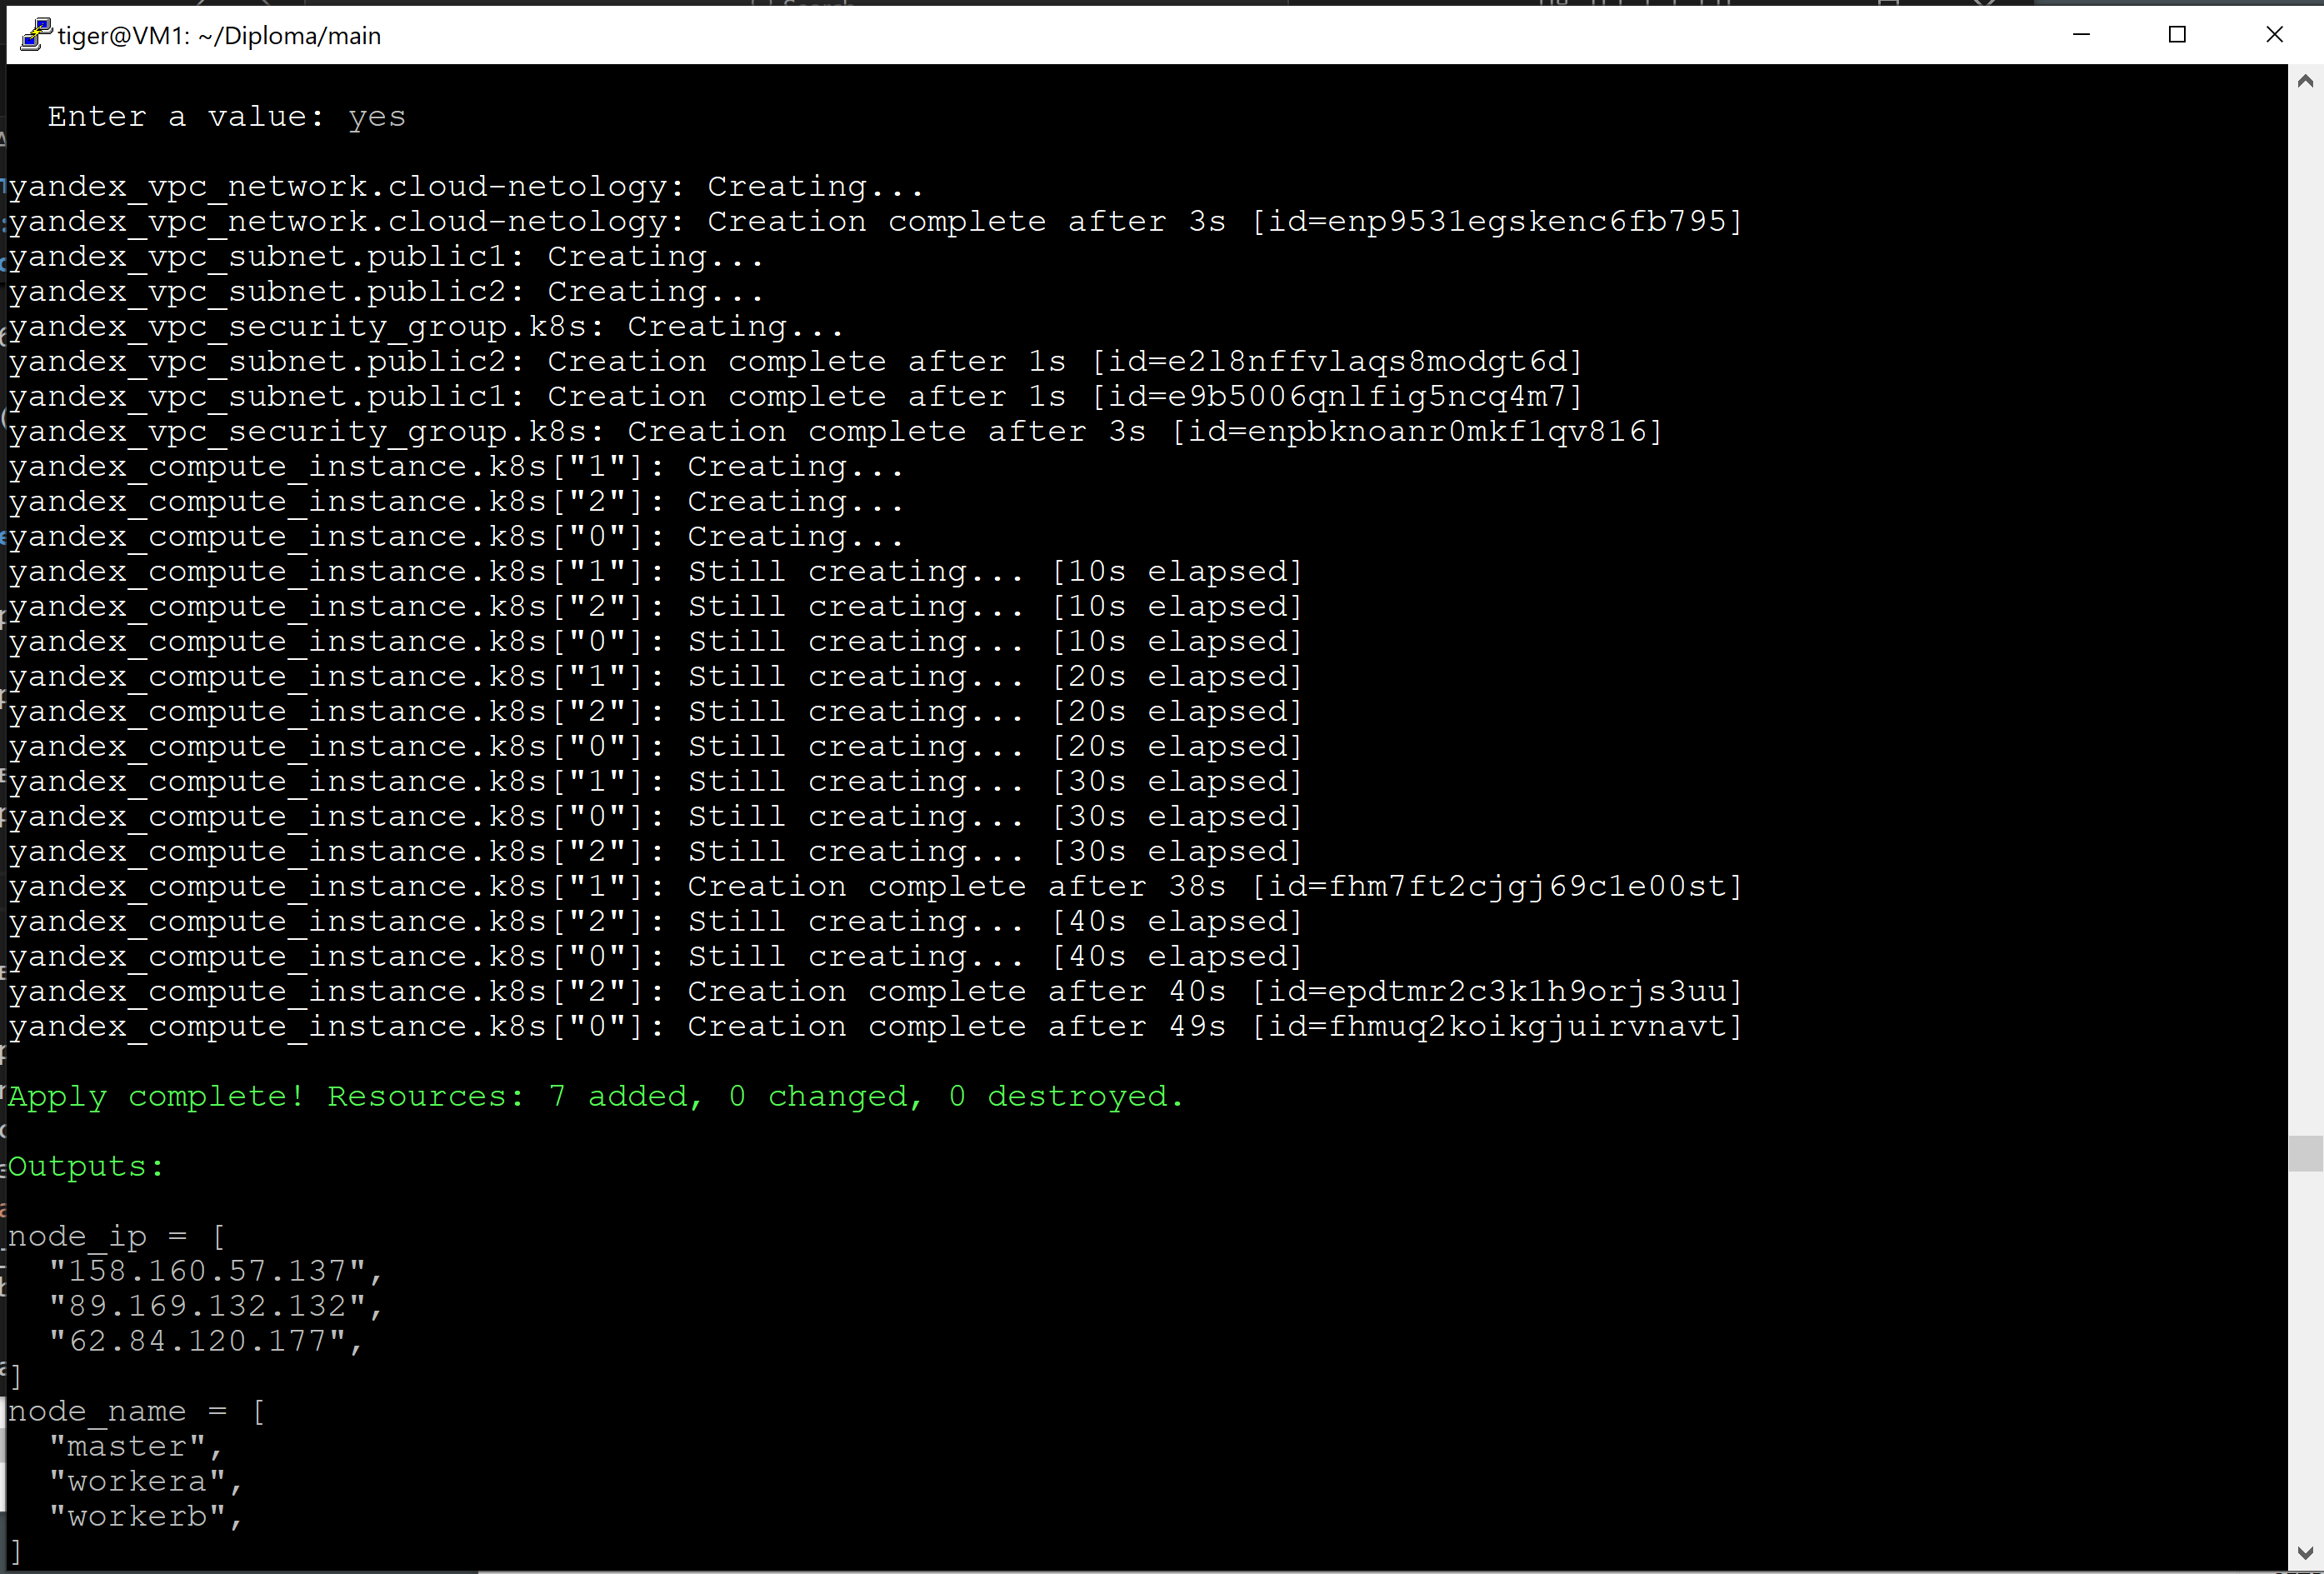 tiger@VM1: ~/Diploma/main
Enter a value: yes
yandex_vpc_network.cloud-netology: Creating...
yandex_vpc_network.cloud-netology: Creation complete after 3s [id=enp9531egskenc6fb795]
yandex_vpc_subnet.public1: Creating...
yandex_vpc_subnet.public2: Creating...
yandex_vpc_security_group.k8s: Creating...
yandex_vpc_subnet.public2: Creation complete after 1s [id=e2l8nffvlaqs8modgt6d]
yandex_vpc_subnet.public1: Creation complete after 1s [id=e9b5006qnlfig5ncq4m7]
yandex_vpc_security_group.k8s: Creation complete after 3s [id=enpbknoanr0mkf1qv816]
yandex_compute_instance.k8s["1"]: Creating...
yandex_compute_instance.k8s["2"]: Creating...
yandex_compute_instance.k8s["0"]: Creating...
yandex_compute_instance.k8s["1"]: Still creating... [10s elapsed]
yandex_compute_instance.k8s["2"]: Still creating... [10s elapsed]
yandex_compute_instance.k8s["0"]: Still creating... [10s elapsed]
yandex_compute_instance.k8s["1"]: Still creating... [20s elapsed]
yandex_compute_instance.k8s["2"]: Still creating... [20s elapsed]
yandex_compute_instance.k8s["0"]: Still creating... [20s elapsed]
yandex_compute_instance.k8s["1"]: Still creating... [30s elapsed]
yandex_compute_instance.k8s["0"]: Still creating... [30s elapsed]
yandex_compute_instance.k8s["2"]: Still creating... [30s elapsed]
yandex_compute_instance.k8s["1"]: Creation complete after 38s [id=fhm7ft2cjgj69c1e00st]
yandex_compute_instance.k8s["2"]: Still creating... [40s elapsed]
yandex_compute_instance.k8s["0"]: Still creating... [40s elapsed]
yandex_compute_instance.k8s["2"]: Creation complete after 40s [id=epdtmr2c3k1h9orjs3uu]
yandex_compute_instance.k8s["0"]: Creation complete after 49s [id=fhmuq2koikgjuirvnavt]
Apply complete! Resources: 7 added, 0 changed, 0 destroyed.
Outputs:
node_ip = [
"158.160.57.137",
"89.169.132.132",
"62.84.120.177",
]
node_name = [
"master",
"workera",
"workerb",
]